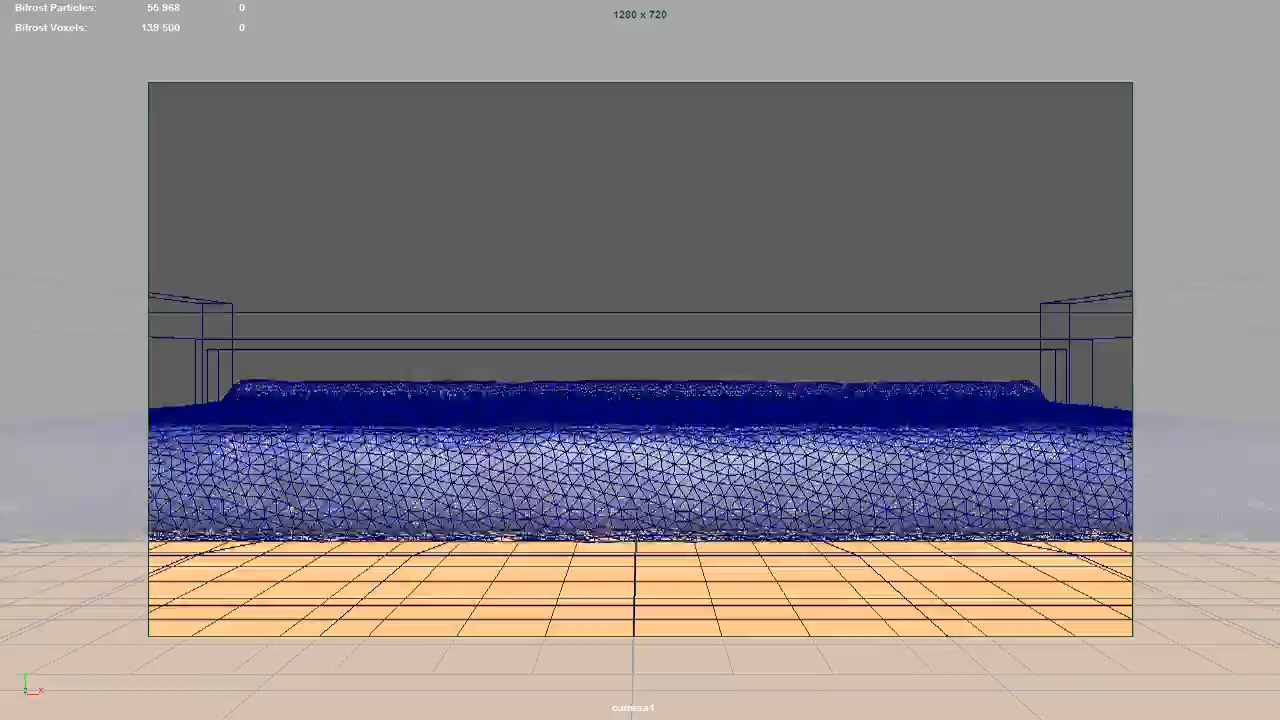 Bifrost Particles: 55 968 0
1280 x 720
Bifrost Voxels: 139 500 0
x
camera1